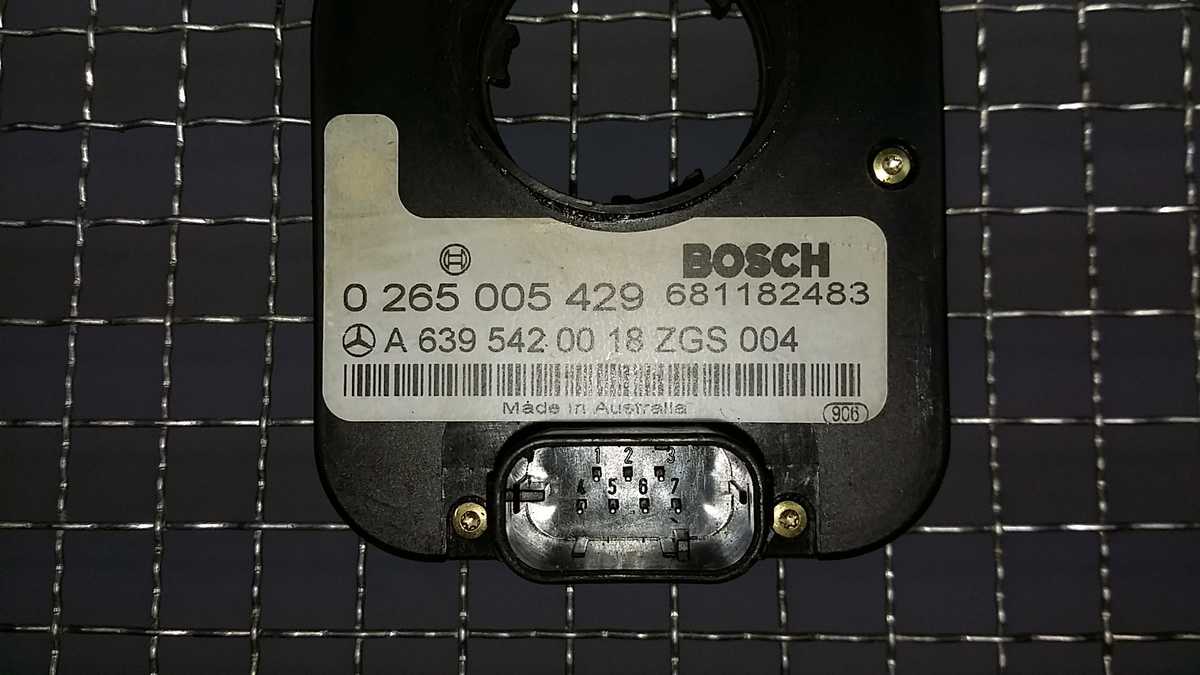 BOSCH
0 265 005 429 681182483
A 639 542 00 18 ZGS 004
Made in Australia
906
1 2 3
4 5 6 7